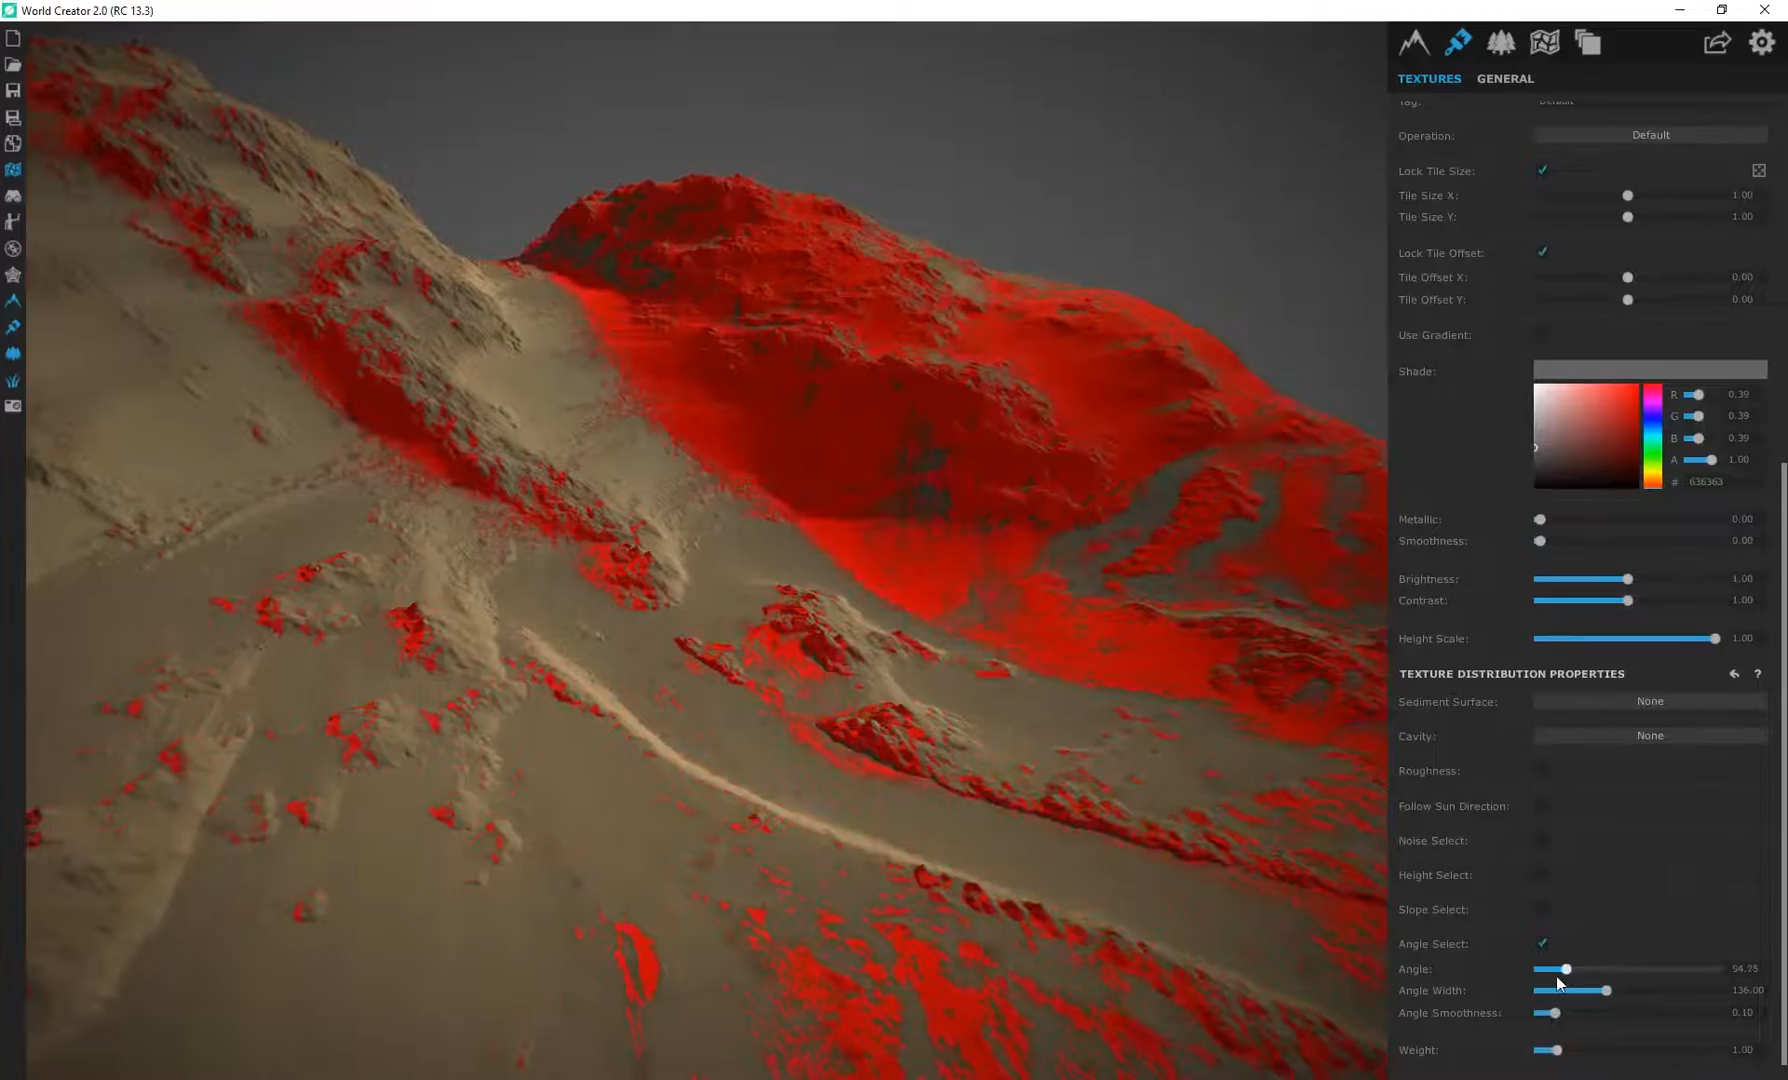 World Creator 2.0 (RC 13.3)
TEXTURES GENERAL
Tag: Default
Operation: Default
Lock Tile Size:
Tile Size X: 1.00
Tile Size Y: 1.00
Lock Tile Offset:
Tile Offset X: 0.00
Tile Offset Y: 0.00
Use Gradient:
Shade:
R 0.39
G 0.39
B 0.39
A 1.00
# 636363
Metallic: 0.00
Smoothness: 0.00
Brightness: 1.00
Contrast: 1.00
Height Scale: 1.00
TEXTURE DISTRIBUTION PROPERTIES ?
Sediment Surface: None
Cavity: None
Roughness:
Follow Sun Direction:
Noise Select:
Height Select:
Slope Select:
Angle Select:
Angle: 94.75
Angle Width: 136.00
Angle Smoothness: 0.10
Weight: 1.00